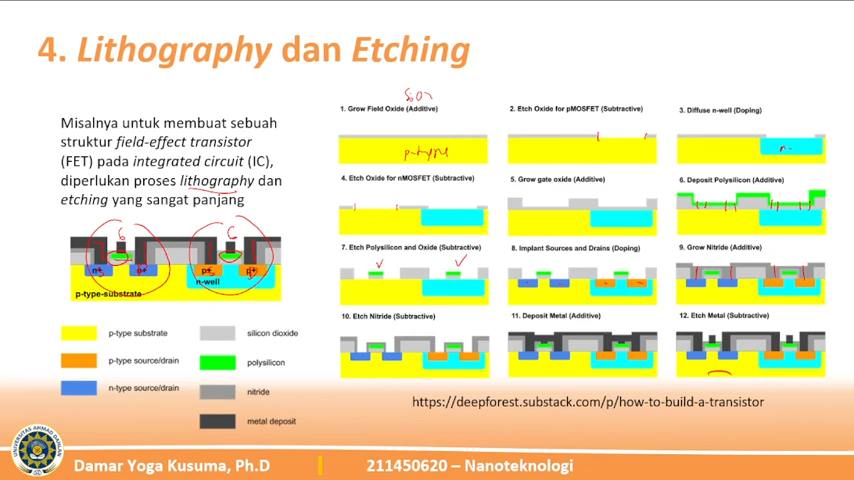 4. Lithography dan Etching
Misalnya untuk membuat sebuah
struktur field-effect transistor
(FET) pada integrated circuit (IC),
diperlukan proses lithography dan
etching yang sangat panjang
G
G
n+
n+
p+
p+
n-well
p-type-substrate
p-type substrate
silicon dioxide
p-type source/drain
polysilicon
n-type source/drain
nitride
metal deposit
1. Grow Field Oxide (Additive)
p-type
2. Etch Oxide for pMOSFET (Subtractive)
3. Diffuse n-well (Doping)
n-
4. Etch Oxide for nMOSFET (Subtractive)
5. Grow gate oxide (Additive)
6. Deposit Polysilicon (Additive)
7. Etch Polysilicon and Oxide (Subtractive)
8. Implant Sources and Drains (Doping)
9. Grow Nitride (Additive)
10. Etch Nitride (Subtractive)
11. Deposit Metal (Additive)
12. Etch Metal (Subtractive)
https://deepforest.substack.com/p/how-to-build-a-transistor
UNIVERSITAS AHMAD DAHLAN
Damar Yoga Kusuma, Ph.D
211450620 – Nanoteknologi